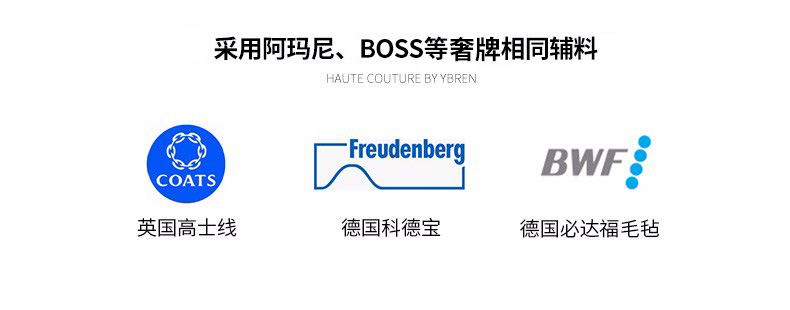 采用阿玛尼、BOSS等奢牌相同辅料
HAUTE COUTURE BY YBREN
COATS
Freudenberg
BWF
英国高士线
德国科德宝
德国必达福毛毡